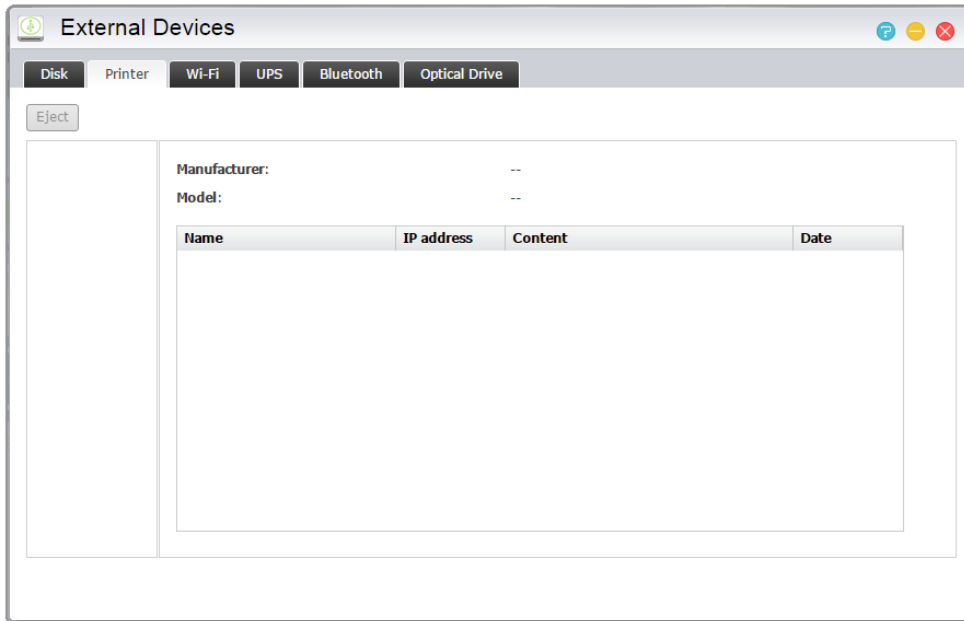 External Devices
Disk Printer Wi-Fi UPS Bluetooth Optical Drive
Eject
Manufacturer: --
Model: --
Name IP address Content Date